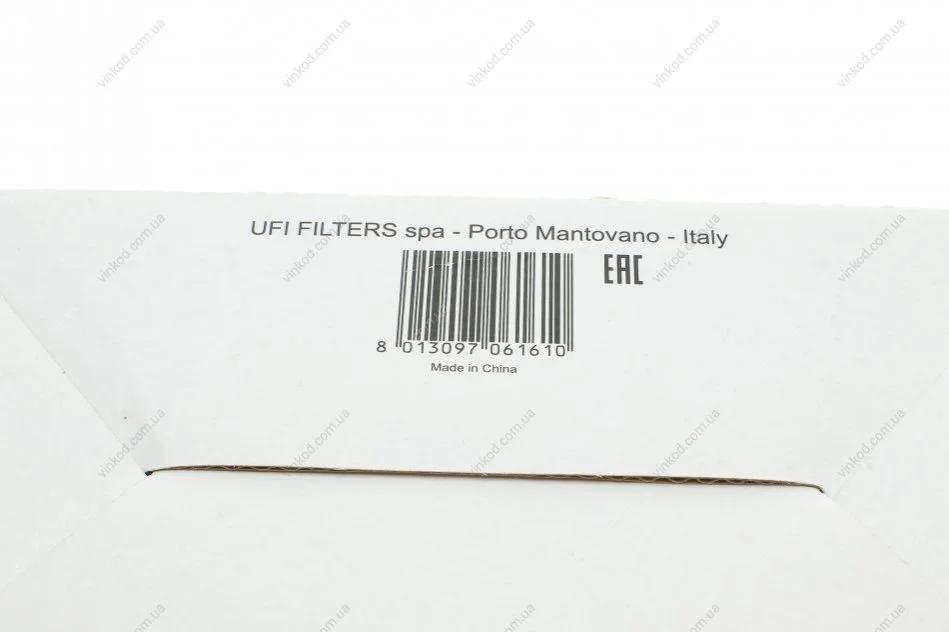 UFI FILTERS spa - Porto Mantovano - Italy
EAC
8 013097 061610
Made in China
vinkod.com.ua